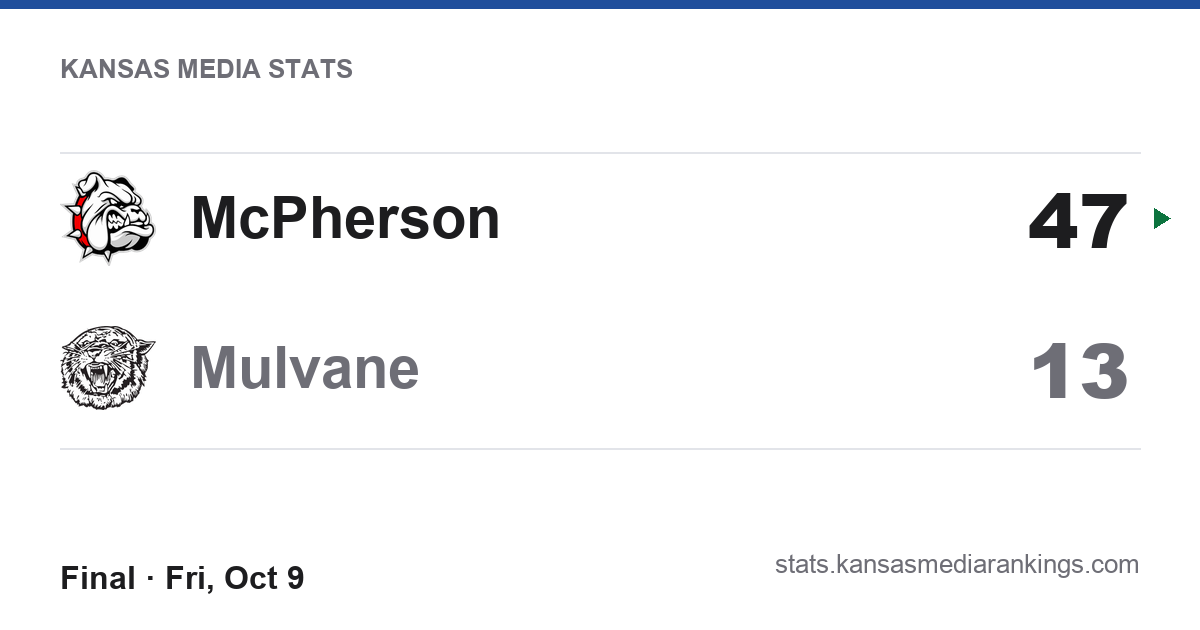 KANSAS MEDIA STATS
McPherson 47
Mulvane 13
Final · Fri, Oct 9
stats.kansasmediarankings.com